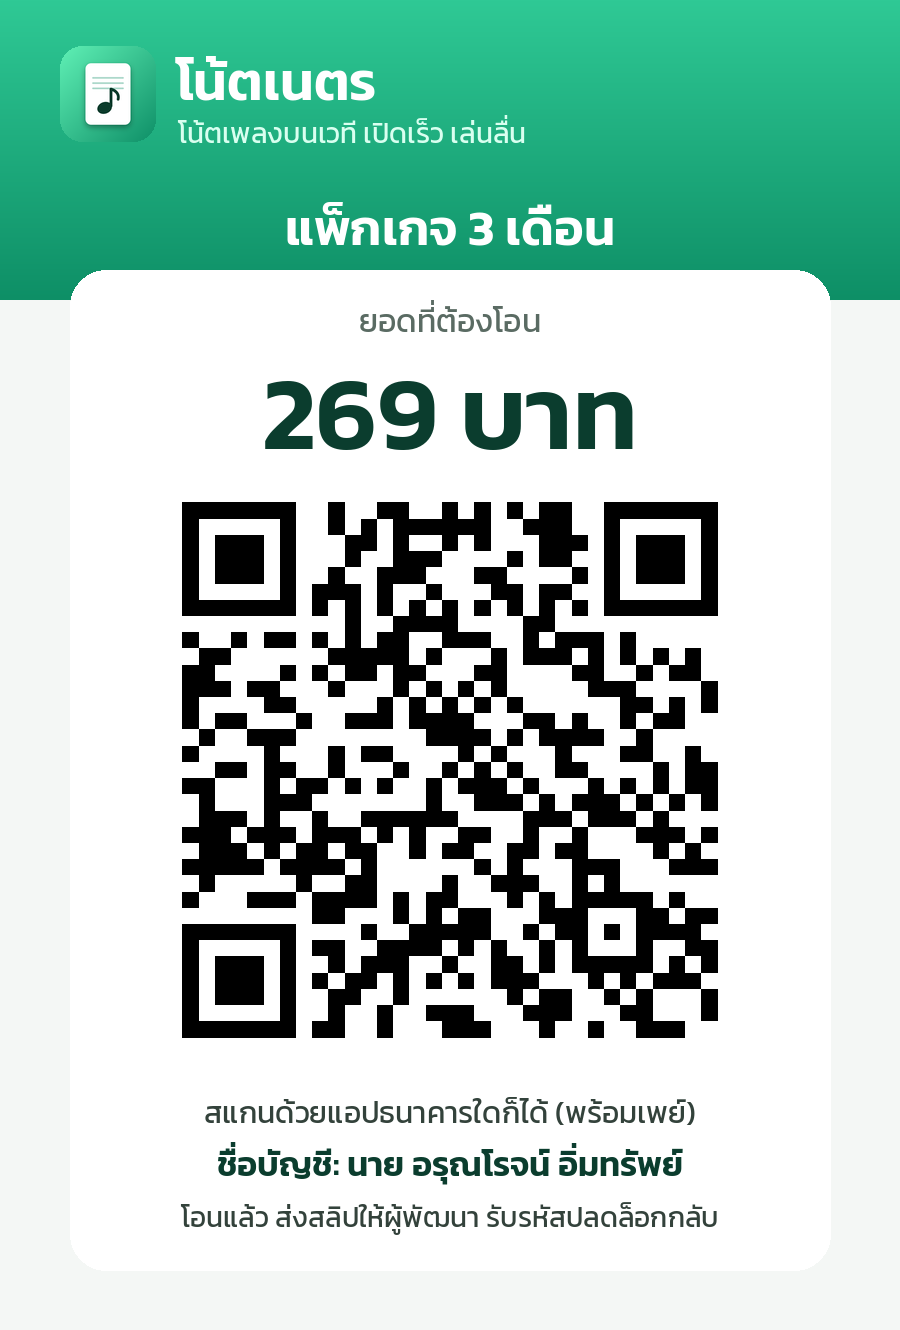 โน้ตเนตร
โน้ตเพลงบนเวที เปิดเร็ว เล่นลื่น
แพ็กเกจ 3 เดือน
ยอดที่ต้องโอน
269 บาท
สแกนด้วยแอปธนาคารใดก็ได้ (พร้อมเพย์)
ชื่อบัญชี: นาย อรุณโรจน์ อิ่มทรัพย์
โอนแล้ว ส่งสลิปให้ผู้พัฒนา รับรหัสปลดล็อกกลับ